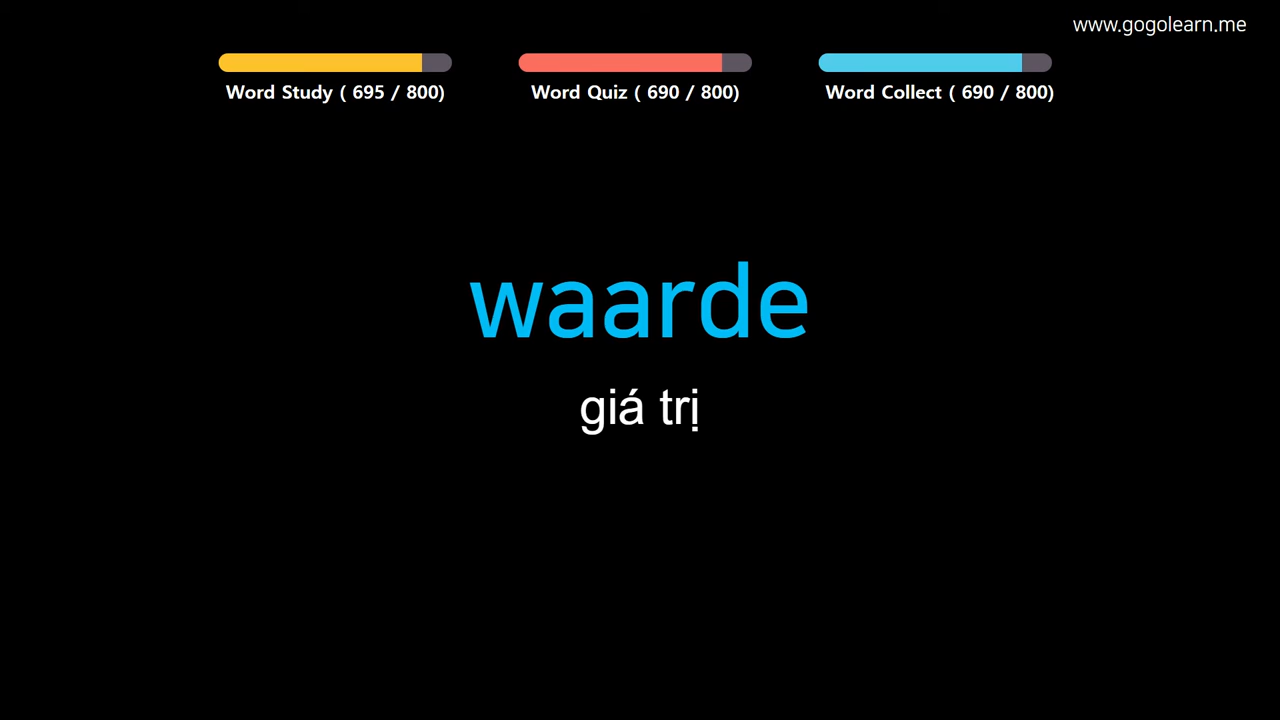 www.gogolearn.me
Word Study ( 695 / 800)
Word Quiz ( 690 / 800)
Word Collect ( 690 / 800)
waarde
giá trị